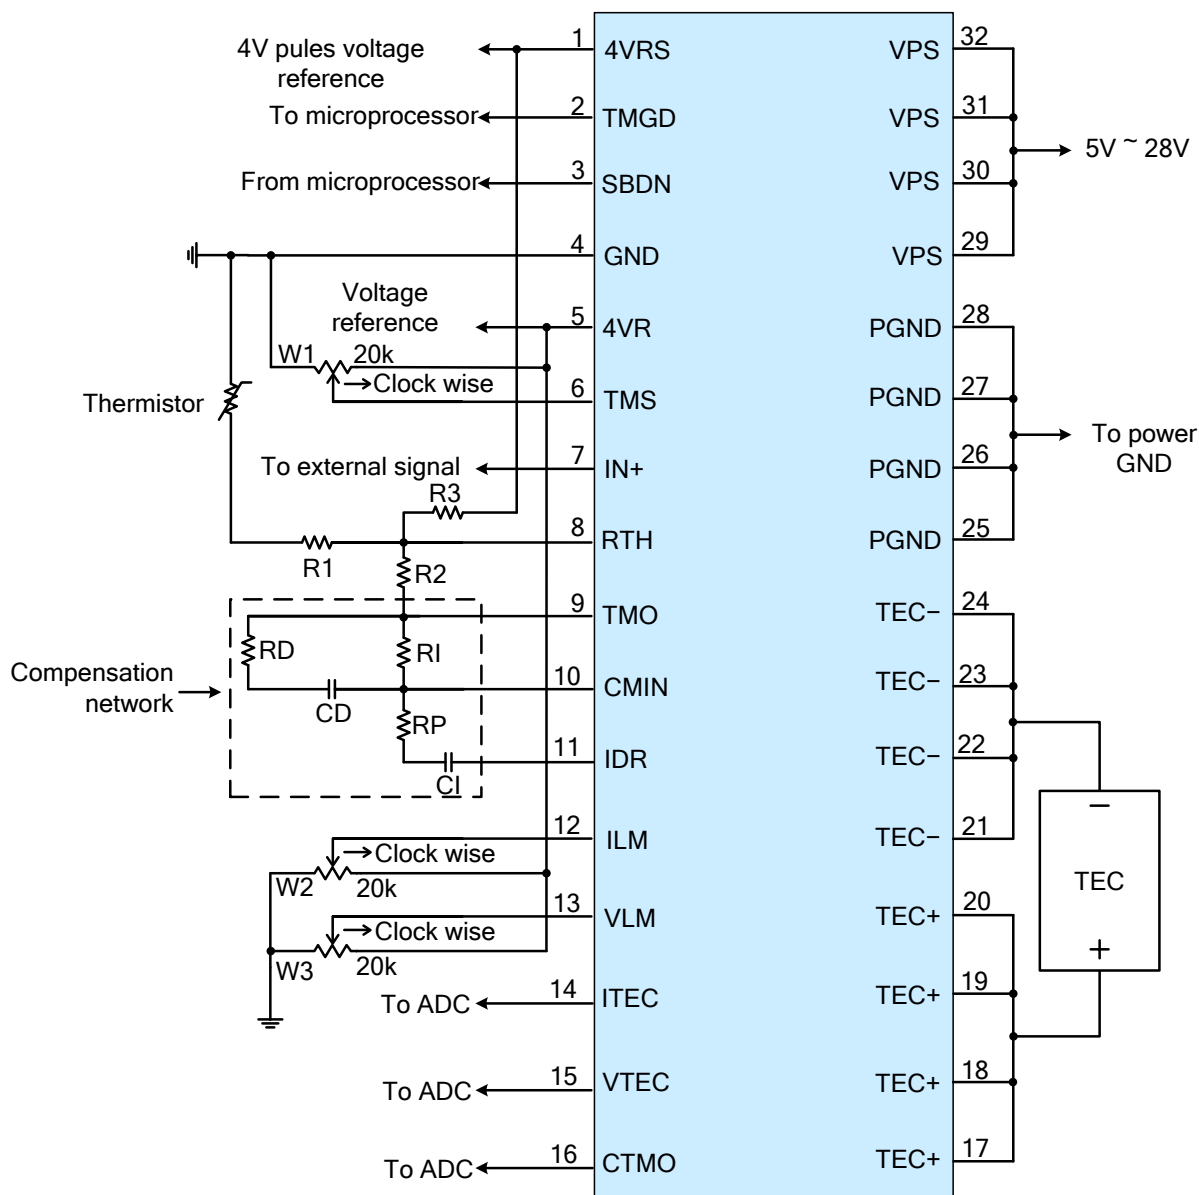 4V pules voltage
reference
1
4VRS
VPS
32
To microprocessor
2
TMGD
VPS
31
5V ~ 28V
From microprocessor
3
SBDN
VPS
30
4
GND
VPS
29
Voltage
reference
5
4VR
PGND
28
W1
20k
Clock wise
6
TMS
PGND
27
Thermistor
To power
GND
To external signal
7
IN+
PGND
26
R3
R1
8
RTH
PGND
25
R2
9
TMO
TEC−
24
RD
RI
Compensation
network
10
CMIN
TEC−
23
CD
RP
11
IDR
TEC−
22
CI
12
ILM
TEC−
21
Clock wise
W2
20k
−
TEC
+
13
VLM
TEC+
20
Clock wise
W3
20k
To ADC
14
ITEC
TEC+
19
To ADC
15
VTEC
TEC+
18
To ADC
16
CTMO
TEC+
17